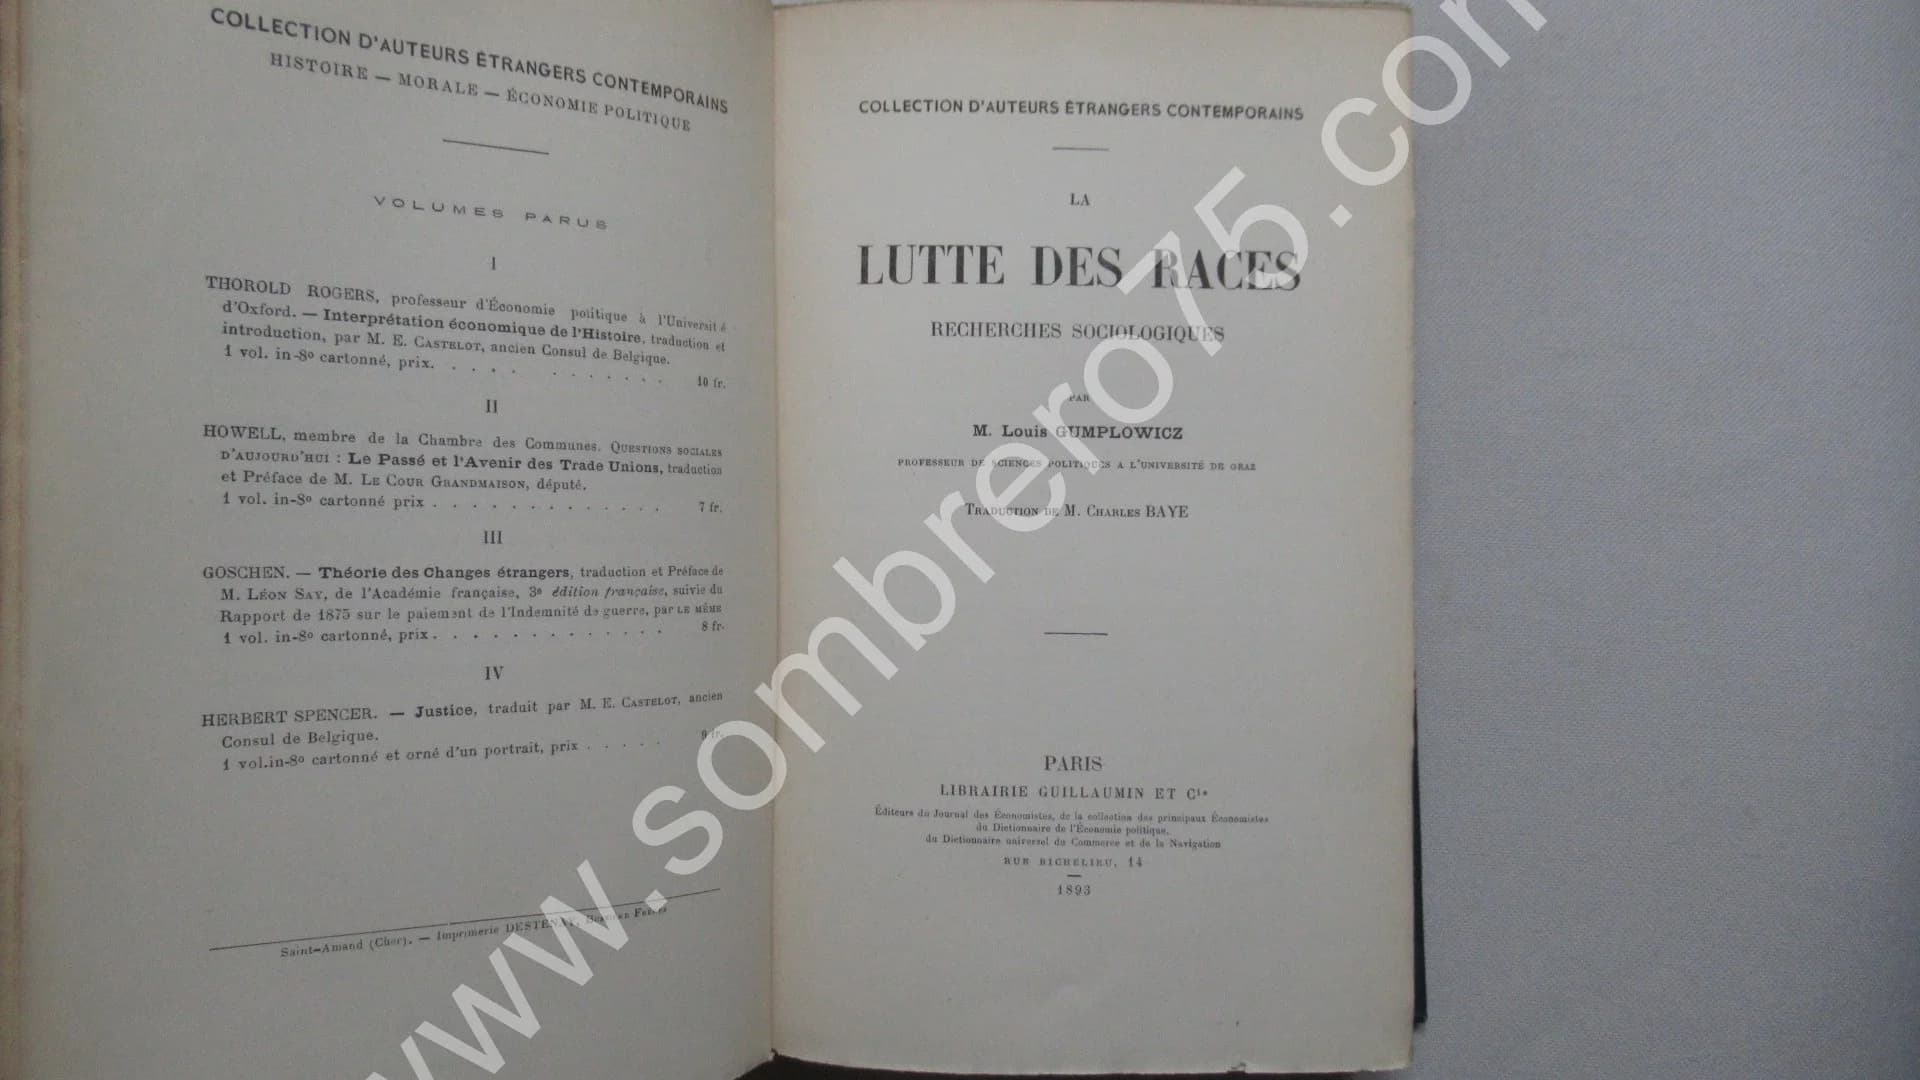 COLLECTION D'AUTEURS ÉTRANGERS CONTEMPORAINS
HISTOIRE — MORALE — ÉCONOMIE POLITIQUE
VOLUMES PARUS
I
THOROLD ROGERS, professeur d'Économie politique à l'Université
d'Oxford. — Interprétation économique de l'Histoire, traduction et
introduction, par M. E. CASTELOT, ancien Consul de Belgique.
1 vol. in-8º cartonné, prix. . . . . . . . . . . . 10 fr.
II
HOWELL, membre de la Chambre des Communes. QUESTIONS SOCIALES
D'AUJOURD'HUI : Le Passé et l'Avenir des Trade Unions, traduction
et Préface de M. LE COUR GRANDMAISON, député.
1 vol. in-8º cartonné prix . . . . . . . . . . . . . 7 fr.
III
GOSCHEN. — Théorie des Changes étrangers, traduction et Préface de
M. LÉON SAY, de l'Académie française, 3e édition française, suivie du
Rapport de 1875 sur le paiement de l'Indemnité de guerre, par LE MÊME
1 vol. in-8º cartonné, prix. . . . . . . . . . . . . 8 fr.
IV
HERBERT SPENCER. — Justice, traduit par M. E. CASTELOT, ancien
Consul de Belgique.
1 vol. in-8º cartonné et orné d'un portrait, prix . . . . . 9 fr.
Saint-Amand (Cher). — Imprimerie DESTENAY, BUSSIÈRE FRÈRES
COLLECTION D'AUTEURS ÉTRANGERS CONTEMPORAINS
LA
LUTTE DES RACES
RECHERCHES SOCIOLOGIQUES
PAR
M. Louis GUMPLOWICZ
PROFESSEUR DE SCIENCES POLITIQUES A L'UNIVERSITÉ DE GRAZ
TRADUCTION DE M. CHARLES BAYE
PARIS
LIBRAIRIE GUILLAUMIN ET Cie
Éditeurs du Journal des Économistes, de la collection des principaux Économistes
du Dictionnaire de l'Économie politique,
du Dictionnaire universel du Commerce et de la Navigation
RUE RICHELIEU, 14
1893
www.sombrero75.com